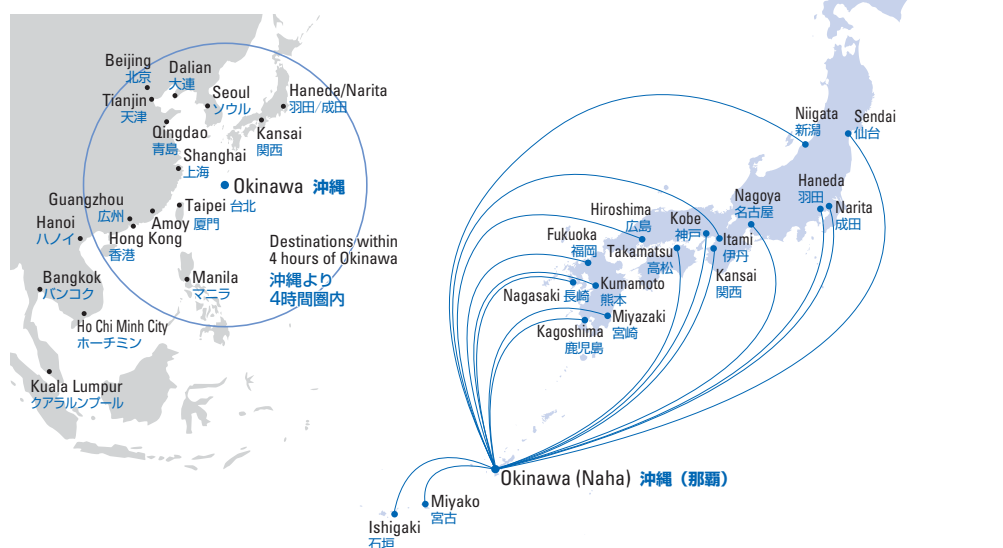 Beijing
北京
Dalian
大連
Tianjin
天津
Seoul
ソウル
Haneda/Narita
羽田/成田
Qingdao
青島
Kansai
関西
Shanghai
上海
Okinawa 沖縄
Guangzhou
広州
Taipei 台北
Amoy 厦門
Hanoi
ハノイ
Hong Kong
香港
Destinations within
4 hours of Okinawa
沖縄より
4時間圏内
Bangkok
バンコク
Manila
マニラ
Ho Chi Minh City
ホーチミン
Kuala Lumpur
クアラルンプール
Niigata
新潟
Sendai
仙台
Haneda
羽田
Narita
成田
Nagoya
名古屋
Hiroshima
広島
Kobe
神戸
Itami
伊丹
Fukuoka
福岡
Takamatsu
高松
Kansai
関西
Nagasaki 長崎
Kumamoto
熊本
Miyazaki
宮崎
Kagoshima
鹿児島
Okinawa (Naha) 沖縄（那覇）
Miyako
宮古
Ishigaki
石垣